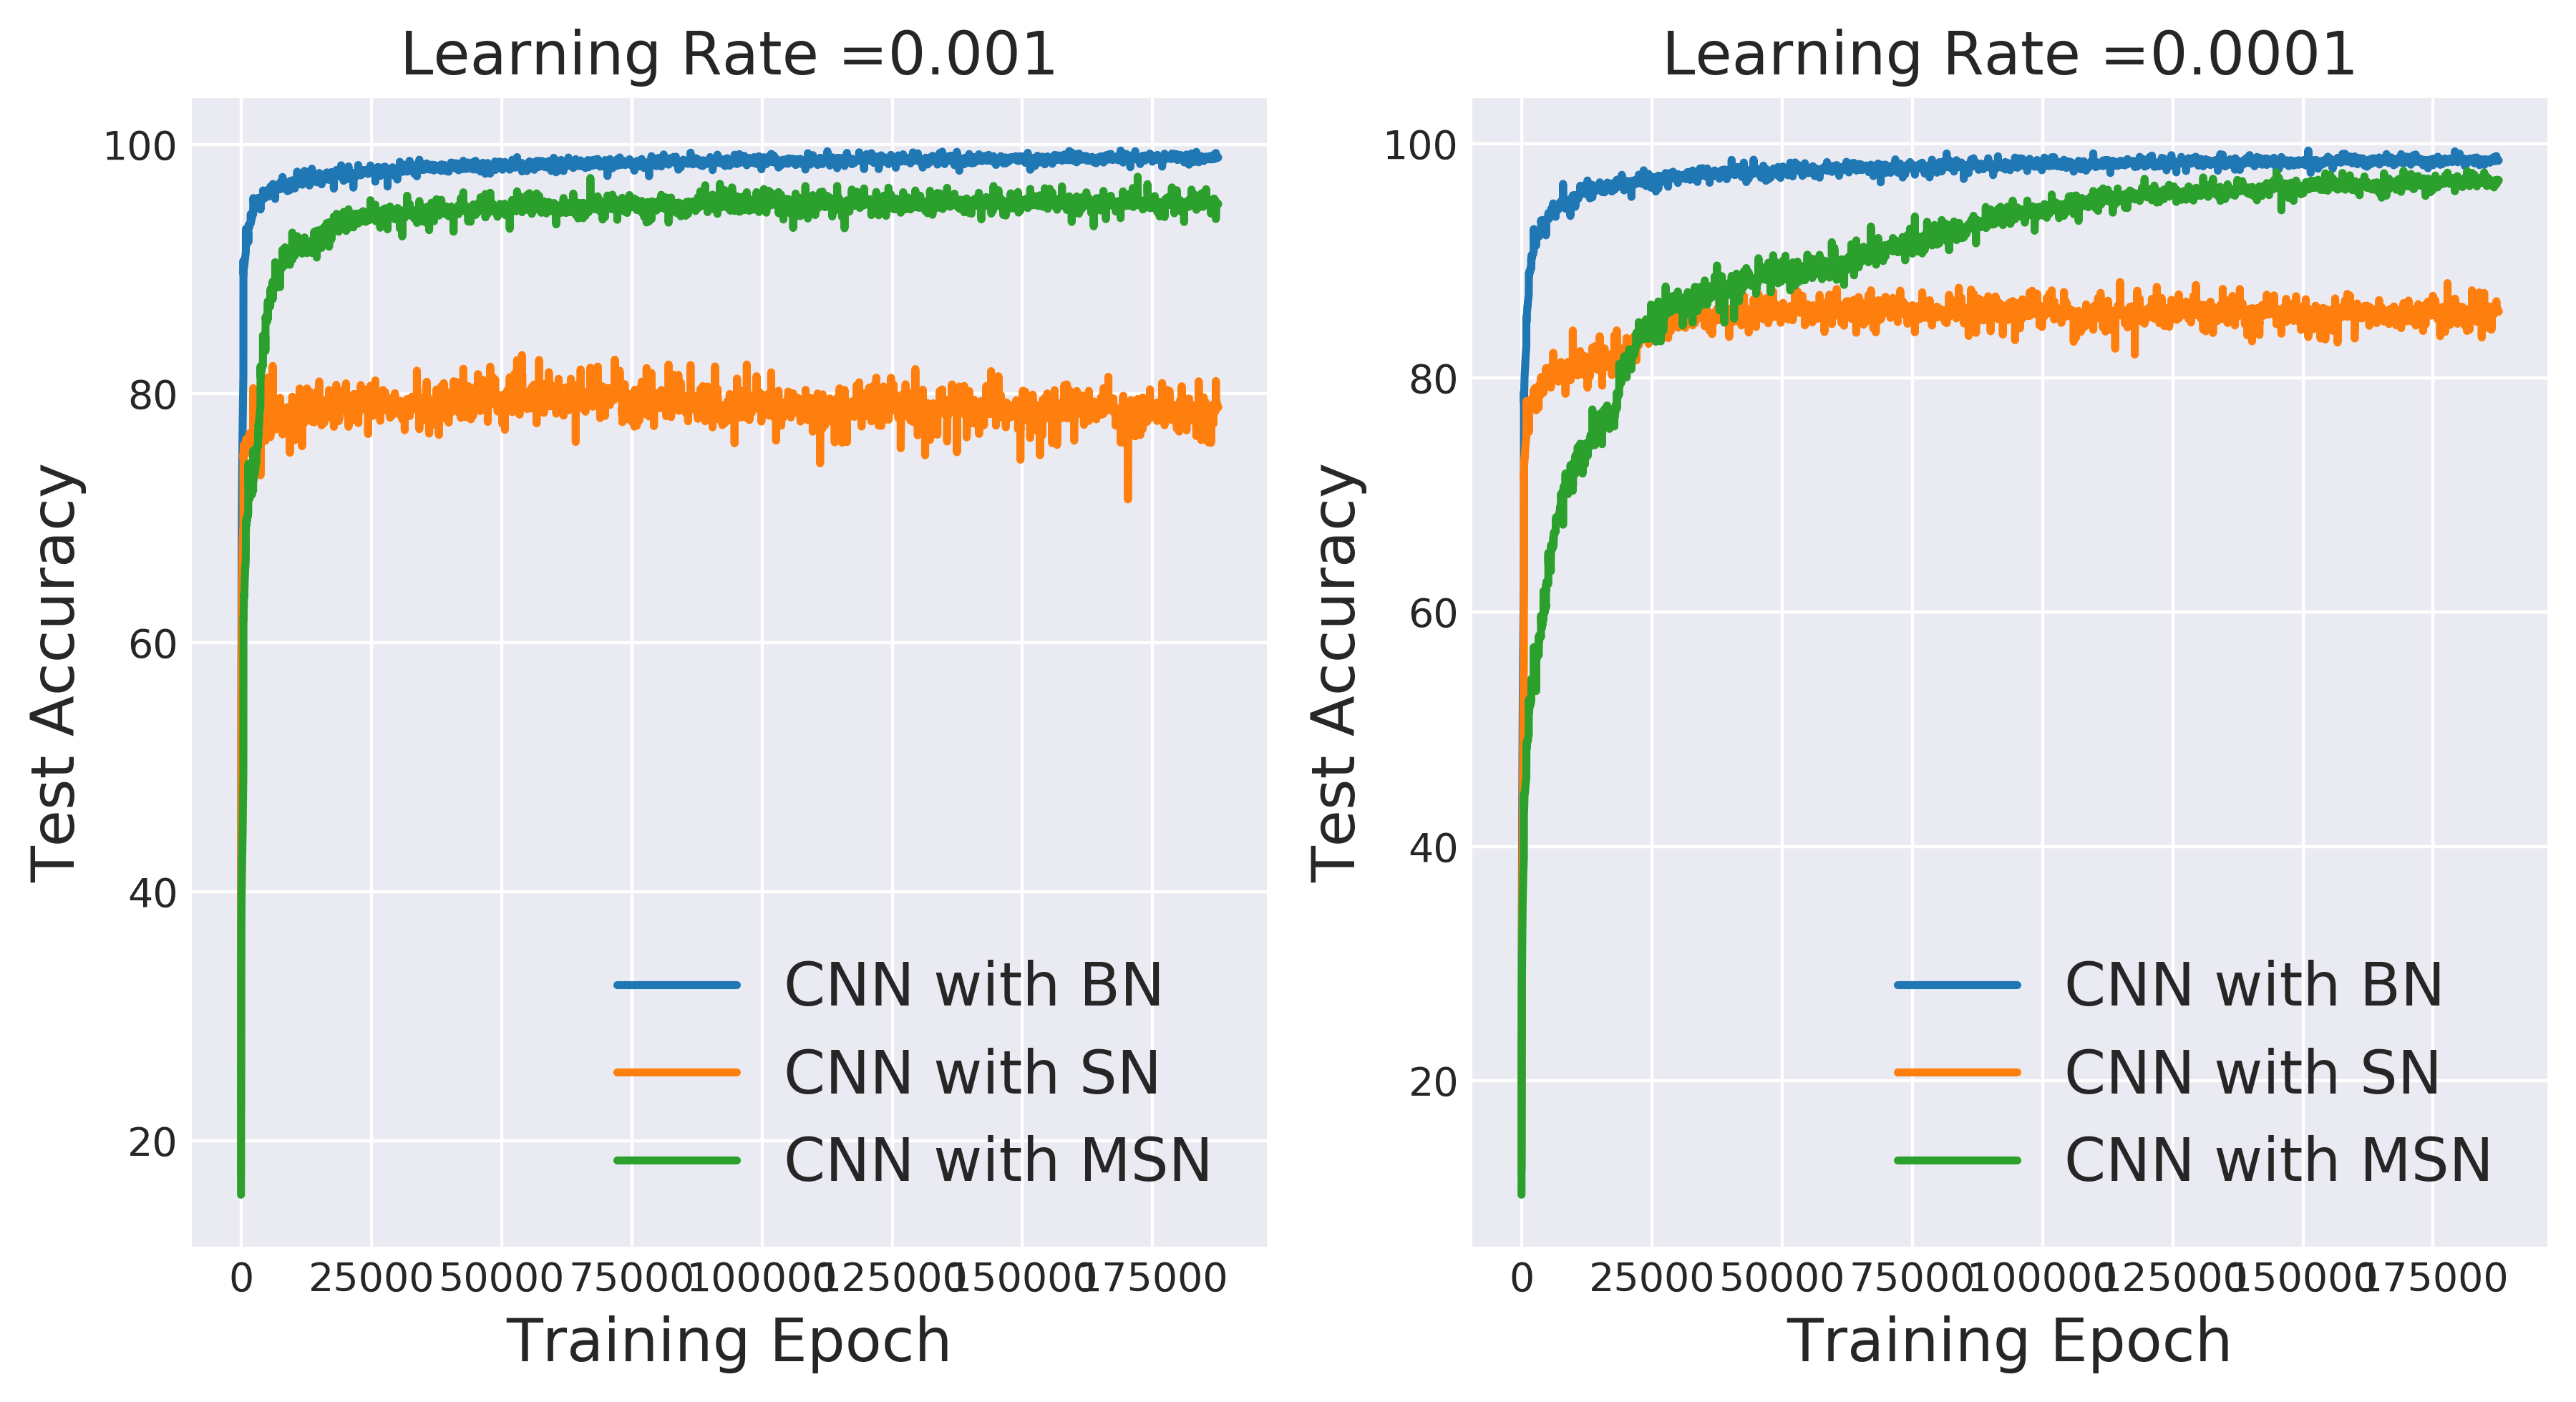 Learning Rate =0.001
100
80
60
40
20
Test Accuracy
CNN with BN
CNN with SN
CNN with MSN
0 25000 50000 75000 100000 125000 150000 175000
Training Epoch
Learning Rate =0.0001
100
80
60
40
20
Test Accuracy
CNN with BN
CNN with SN
CNN with MSN
0 25000 50000 75000 100000 125000 150000 175000
Training Epoch